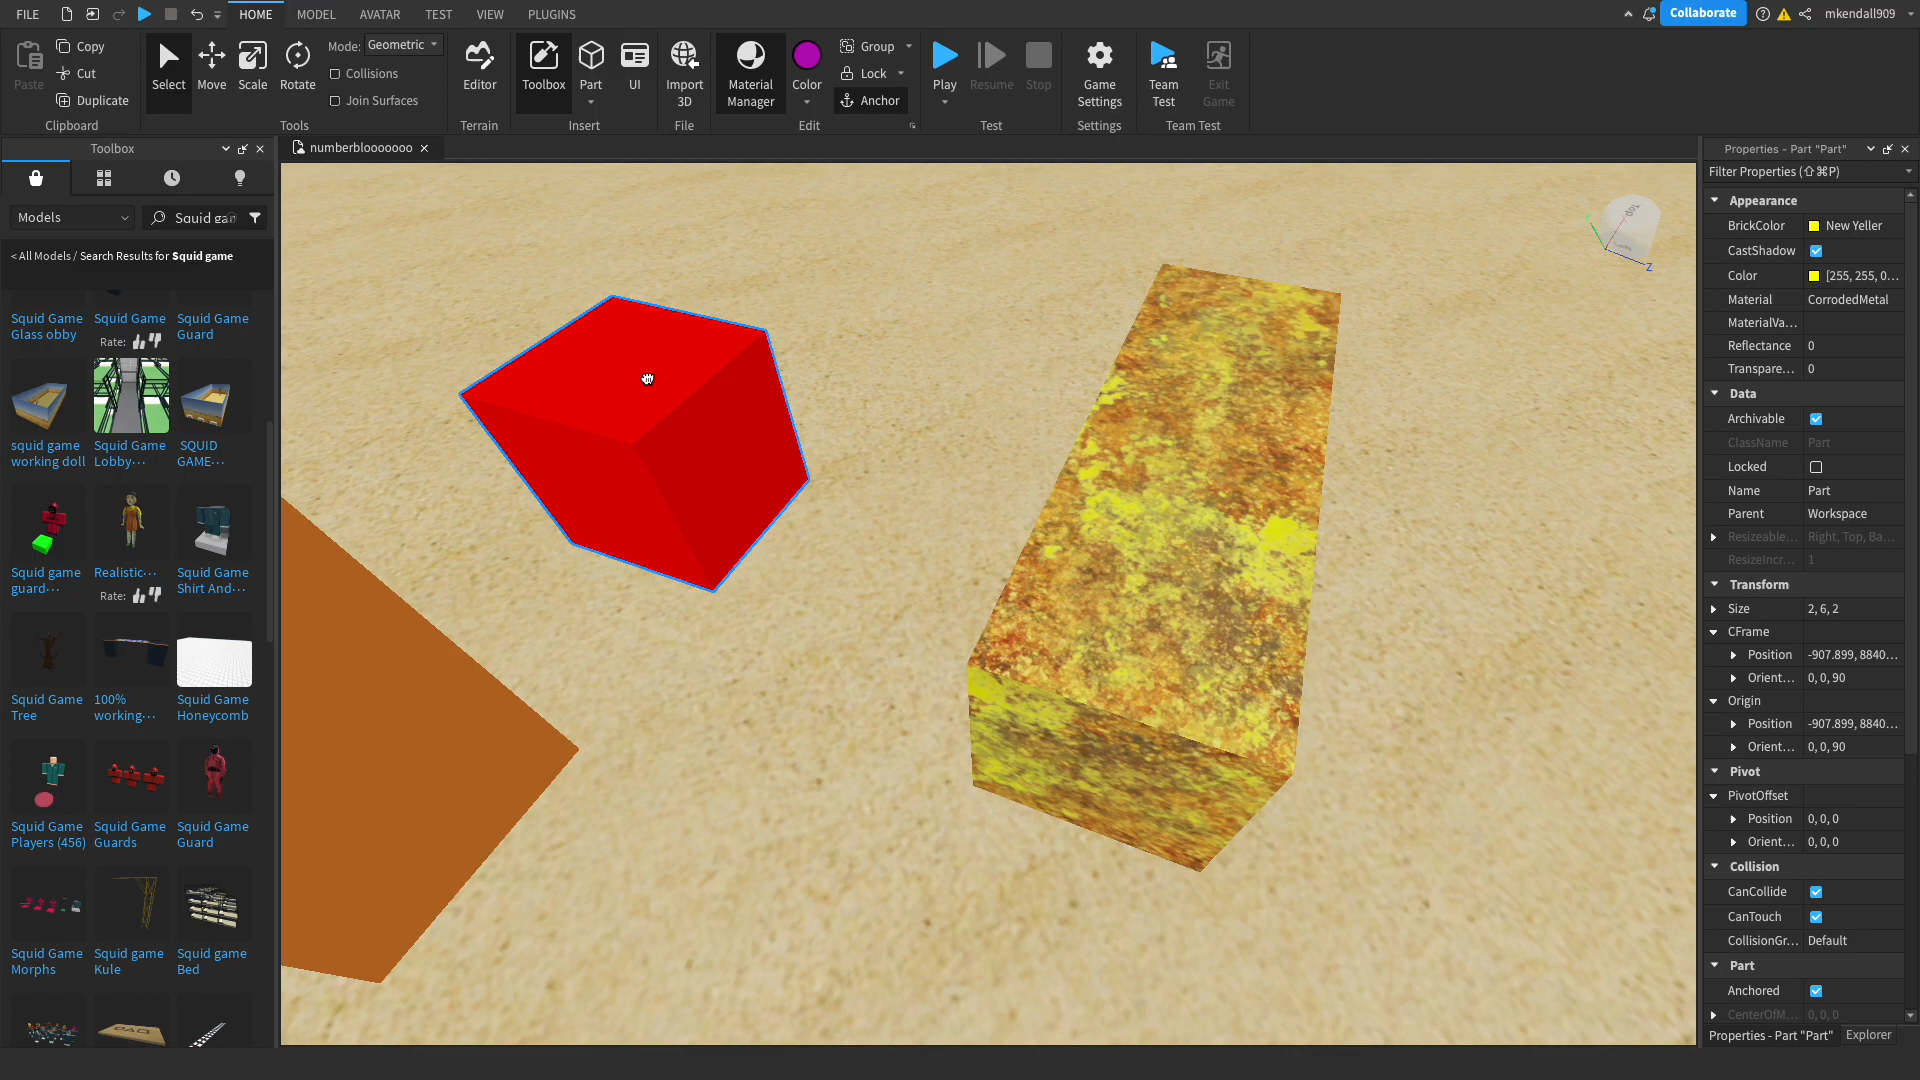 FILE
HOME
MODEL
AVATAR
TEST
VIEW
PLUGINS
Collaborate
mkendall909
Paste
Copy
Cut
Duplicate
Clipboard
Select
Move
Scale
Rotate
Mode: Geometric
Collisions
Join Surfaces
Tools
Editor
Terrain
Toolbox
Part
UI
Insert
Import
3D
File
Material
Manager
Color
Group
Lock
Anchor
Edit
Play
Resume
Stop
Test
Game
Settings
Settings
Team
Test
Exit
Game
Team Test
Toolbox
numberblooooooo
Models
Squid gan
< All Models / Search Results for Squid game
Squid Game
Glass obby
Squid Game
Rate:
Squid Game
Guard
squid game
working doll
Squid Game
Lobby...
SQUID
GAME...
Squid game
guard...
Realistic...
Rate:
Squid Game
Shirt And...
Squid Game
Tree
100%
working...
Squid Game
Honeycomb
Squid Game
Players (456)
Squid Game
Guards
Squid Game
Guard
Squid Game
Morphs
Squid game
Kule
Squid game
Bed
Top
Z
Properties - Part "Part"
Filter Properties (⇧⌘P)
Appearance
BrickColor New Yeller
CastShadow
Color [255, 255, 0...
Material CorrodedMetal
MaterialVa...
Reflectance 0
Transpare... 0
Data
Archivable
ClassName Part
Locked
Name Part
Parent Workspace
Resizeable... Right, Top, Ba...
ResizeIncr... 1
Transform
Size 2, 6, 2
CFrame
Position -907.899, 8840...
Orient... 0, 0, 90
Origin
Position -907.899, 8840...
Orient... 0, 0, 90
Pivot
PivotOffset
Position 0, 0, 0
Orient... 0, 0, 0
Collision
CanCollide
CanTouch
CollisionGr... Default
Part
Anchored
CenterOfM... 0, 0, 0
Properties - Part "Part"
Explorer